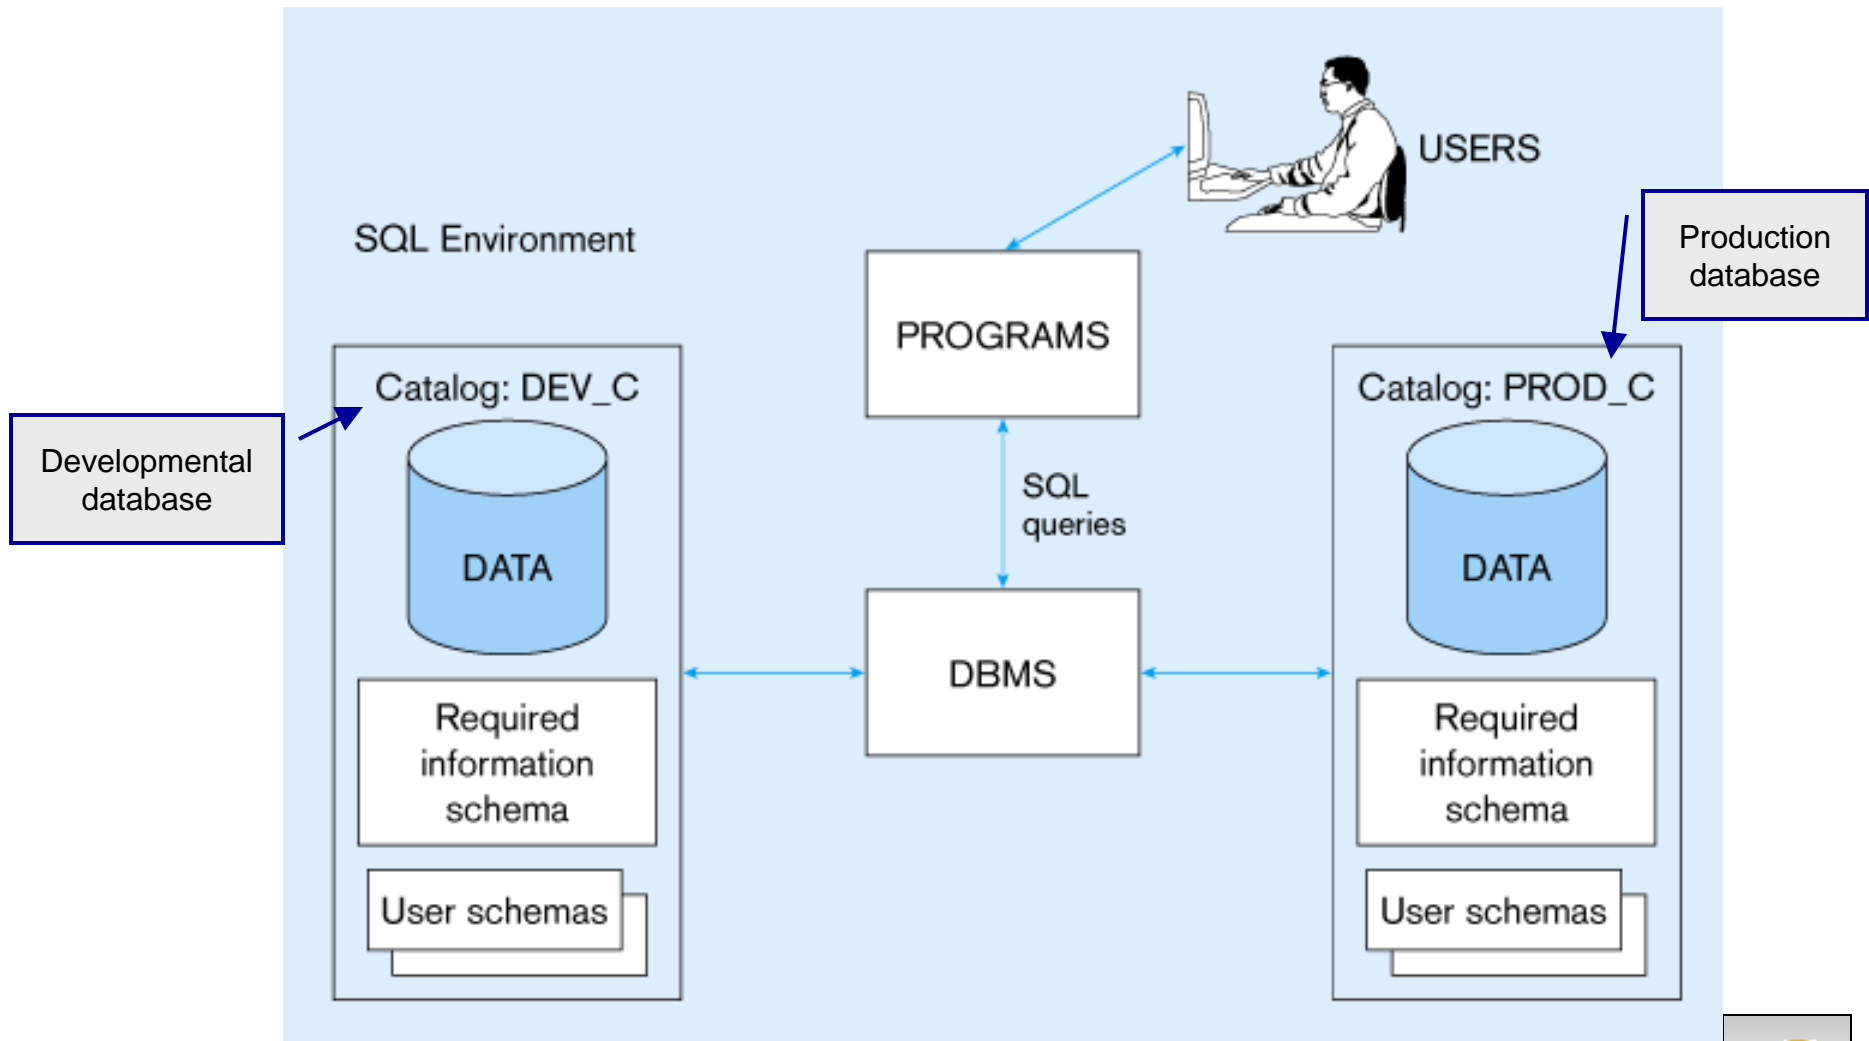 USERS
SQL Environment
Production
database
PROGRAMS
Catalog: DEV_C
Catalog: PROD_C
Developmental
database
SQL
queries
DATA
DATA
DBMS
Required
information
schema
Required
information
schema
User schemas
User schemas